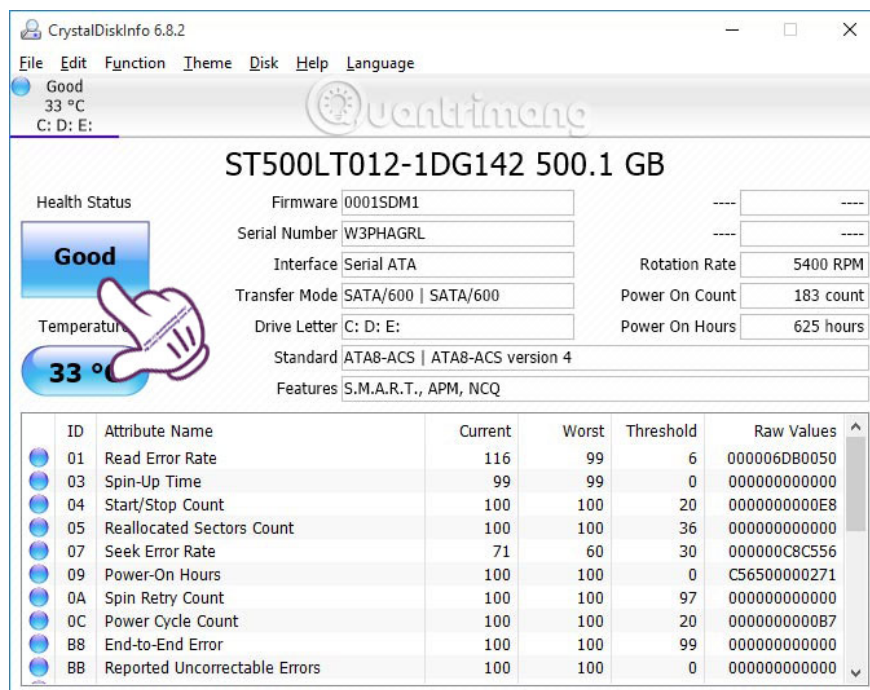 CrystalDiskInfo 6.8.2
File Edit Function Theme Disk Help Language
Good
33 °C
C: D: E:
Quantrimang
ST500LT012-1DG142 500.1 GB
Health Status
Good
Temperature
33 °C
Firmware 0001SDM1 ---- ----
Serial Number W3PHAGRL ---- ----
Interface Serial ATA Rotation Rate 5400 RPM
Transfer Mode SATA/600 | SATA/600 Power On Count 183 count
Drive Letter C: D: E: Power On Hours 625 hours
Standard ATA8-ACS | ATA8-ACS version 4
Features S.M.A.R.T., APM, NCQ
ID Attribute Name Current Worst Threshold Raw Values
01 Read Error Rate 116 99 6 000006DB0050
03 Spin-Up Time 99 99 0 000000000000
04 Start/Stop Count 100 100 20 0000000000E8
05 Reallocated Sectors Count 100 100 36 000000000000
07 Seek Error Rate 71 60 30 000000C8C556
09 Power-On Hours 100 100 0 C56500000271
0A Spin Retry Count 100 100 97 000000000000
0C Power Cycle Count 100 100 20 0000000000B7
B8 End-to-End Error 100 100 99 000000000000
BB Reported Uncorrectable Errors 100 100 0 000000000000